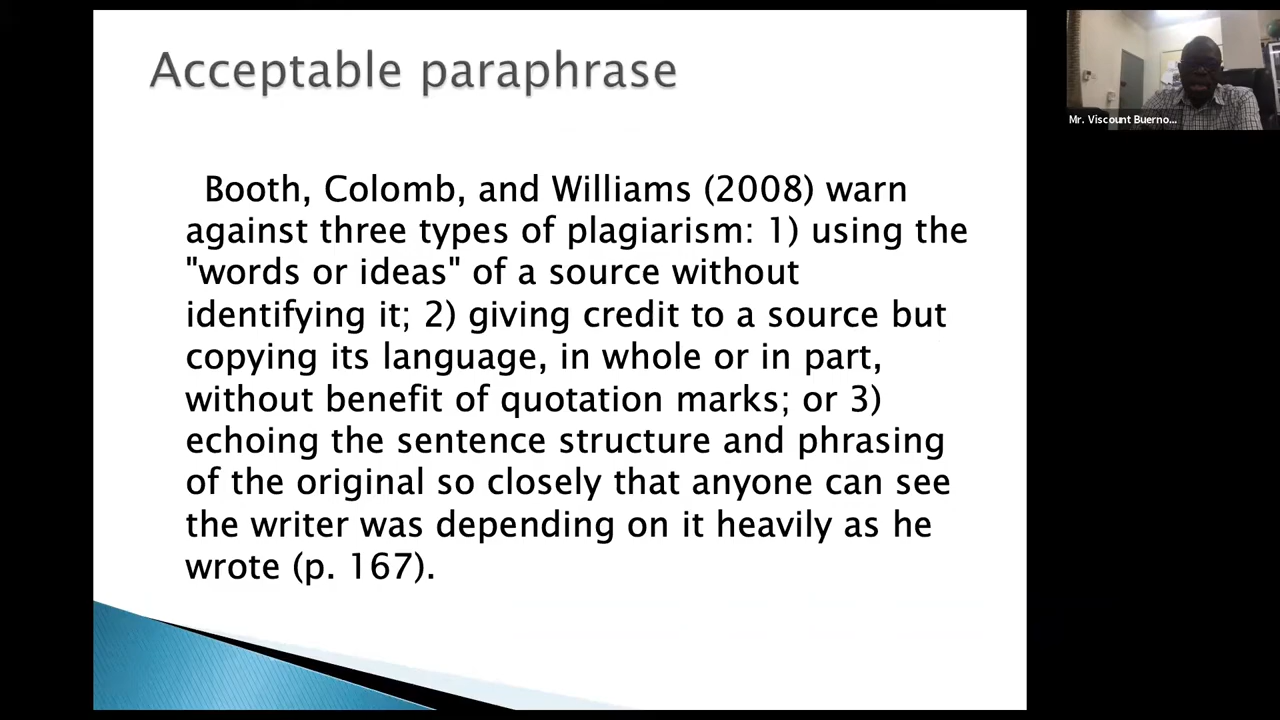 Acceptable paraphrase
Mr. Viscount Buerno...
Booth, Colomb, and Williams (2008) warn
against three types of plagiarism: 1) using the
"words or ideas" of a source without
identifying it; 2) giving credit to a source but
copying its language, in whole or in part,
without benefit of quotation marks; or 3)
echoing the sentence structure and phrasing
of the original so closely that anyone can see
the writer was depending on it heavily as he
wrote (p. 167).